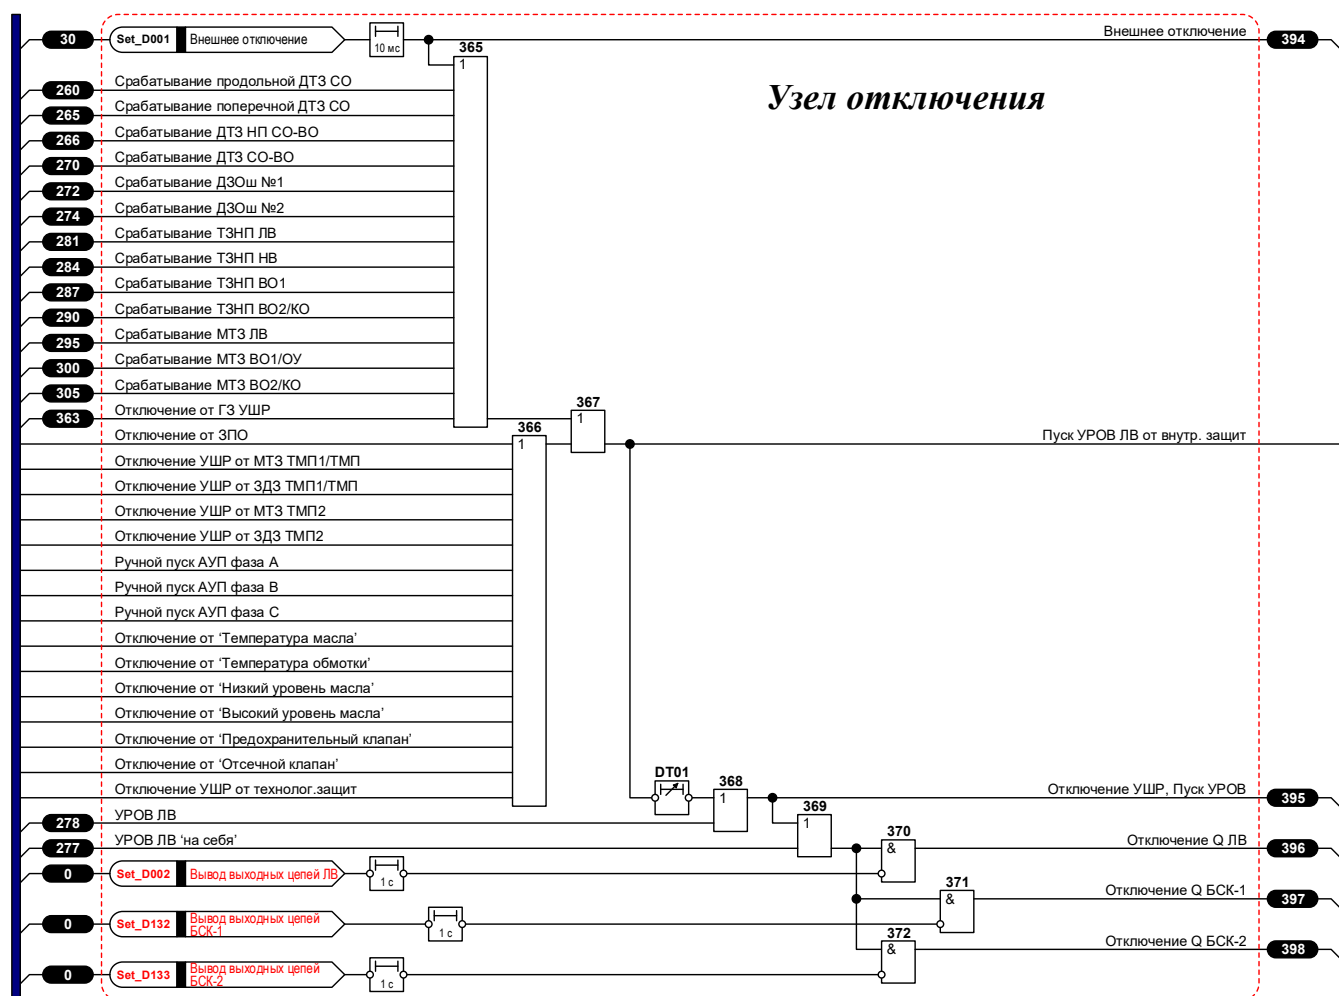 30 Set_D001 Внешнее отключение 10 мс 365 Внешнее отключение 394
1
Узел отключения
260 Срабатывание продольной ДТЗ СО
265 Срабатывание поперечной ДТЗ СО
266 Срабатывание ДТЗ НП СО-ВО
270 Срабатывание ДТЗ СО-ВО
272 Срабатывание ДЗОш №1
274 Срабатывание ДЗОш №2
281 Срабатывание ТЗНП ЛВ
284 Срабатывание ТЗНП НВ
287 Срабатывание ТЗНП ВО1
290 Срабатывание ТЗНП ВО2/КО
295 Срабатывание МТЗ ЛВ
300 Срабатывание МТЗ ВО1/ОУ
305 Срабатывание МТЗ ВО2/КО
367
363 Отключение от ГЗ УШР 1
366
Отключение от ЗПО 1 Пуск УРОВ ЛВ от внутр. защит
Отключение УШР от МТЗ ТМП1/ТМП
Отключение УШР от ЗДЗ ТМП1/ТМП
Отключение УШР от МТЗ ТМП2
Отключение УШР от ЗДЗ ТМП2
Ручной пуск АУП фаза А
Ручной пуск АУП фаза В
Ручной пуск АУП фаза С
Отключение от ‘Температура масла’
Отключение от ‘Температура обмотки’
Отключение от ‘Низкий уровень масла’
Отключение от ‘Высокий уровень масла’
Отключение от ‘Предохранительный клапан’
Отключение от ‘Отсечной клапан’
DT01 368
Отключение УШР от технолог.защит 1 Отключение УШР, Пуск УРОВ 395
369
278 УРОВ ЛВ 1
370
277 УРОВ ЛВ ‘на себя’ & Отключение Q ЛВ 396
0 Set_D002 Вывод выходных цепей ЛВ 1 с
371
& Отключение Q БСК-1 397
0 Set_D132 Вывод выходных цепей
БСК-1 1 с
372
& Отключение Q БСК-2 398
0 Set_D133 Вывод выходных цепей
БСК-2 1 с